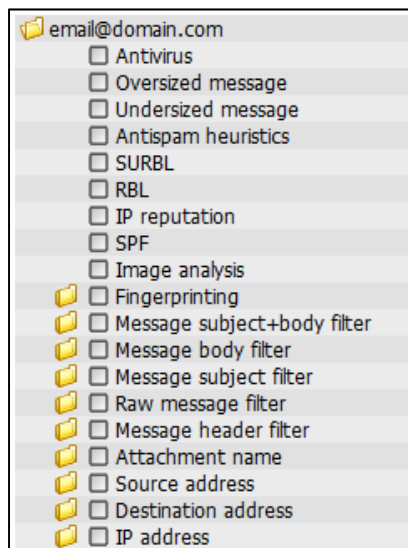 email@domain.com
Antivirus
Oversized message
Undersized message
Antispam heuristics
SURBL
RBL
IP reputation
SPF
Image analysis
Fingerprinting
Message subject+body filter
Message body filter
Message subject filter
Raw message filter
Message header filter
Attachment name
Source address
Destination address
IP address